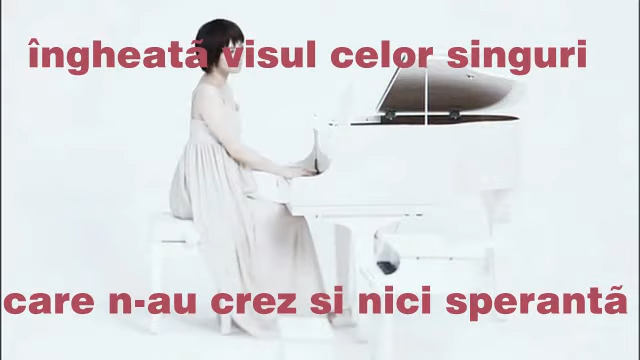 îngheatã visul celor singuri
care n-au crez si nici sperantã